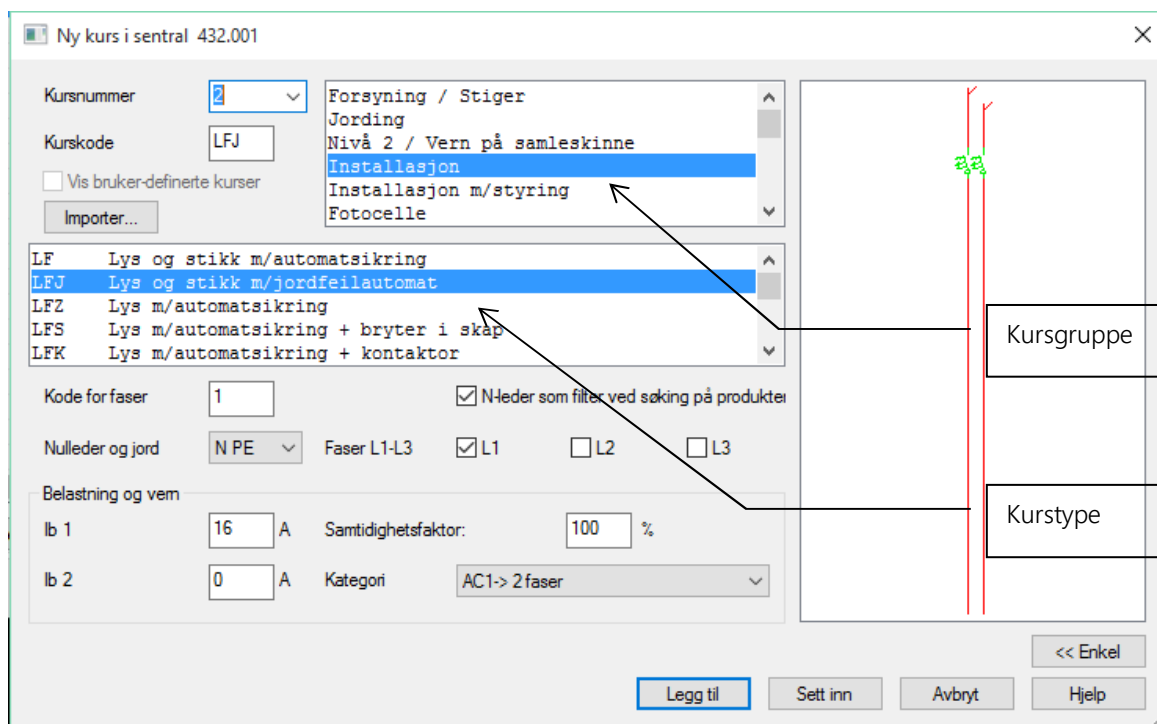 Ny kurs i sentral 432.001
Kursnummer
2
Kurskode
LFJ
Vis bruker-definerte kurser
Importer...
Forsyning / Stiger
Jording
Nivå 2 / Vern på samleskinne
Installasjon
Installasjon m/styring
Fotocelle
LF Lys og stikk m/automatsikring
LFJ Lys og stikk m/jordfeilautomat
LFZ Lys m/automatsikring
LFS Lys m/automatsikring + bryter i skap
LFK Lys m/automatsikring + kontaktor
Kursgruppe
Kode for faser 1
N-leder som filter ved søking på produkter
Nulleder og jord N PE Faser L1-L3 L1 L2 L3
Belastning og vern
Ib 1 16 A Samtidighetsfaktor: 100 %
Kurstype
Ib 2 0 A Kategori AC1-> 2 faser
<< Enkel
Legg til Sett inn Avbryt Hjelp